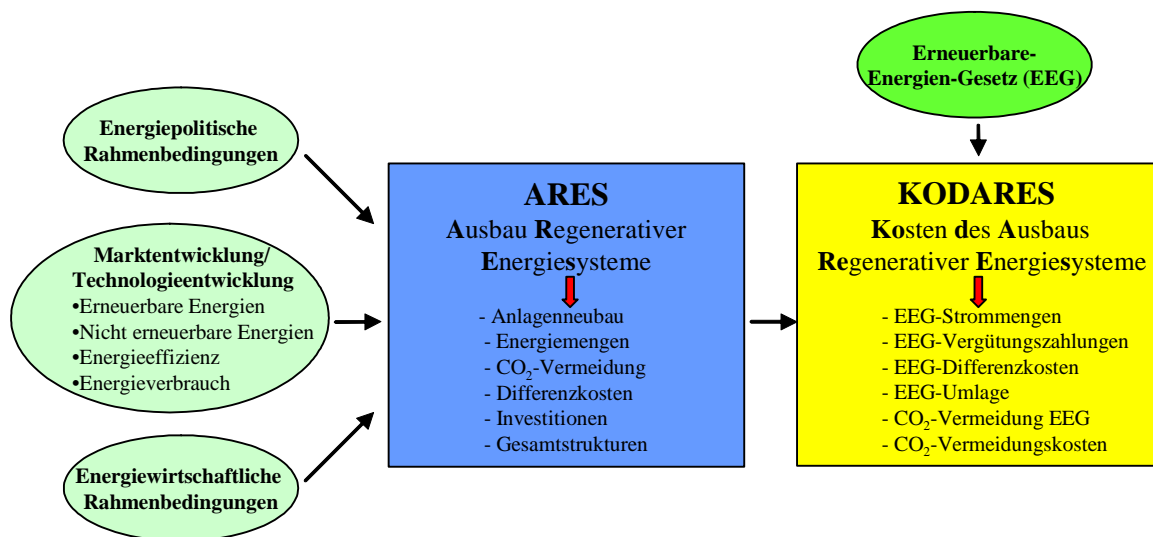 Erneuerbare-
Energien-Gesetz (EEG)
Energiepolitische
Rahmenbedingungen
Marktentwicklung/
Technologieentwicklung
•Erneuerbare Energien
•Nicht erneuerbare Energien
•Energieeffizienz
•Energieverbrauch
Energiewirtschaftliche
Rahmenbedingungen
ARES
Ausbau Regenerativer
Energiesysteme
- Anlagenneubau
- Energiemengen
- CO₂-Vermeidung
- Differenzkosten
- Investitionen
- Gesamtstrukturen
KODARES
Kosten des Ausbaus
Regenerativer Energiesysteme
- EEG-Strommengen
- EEG-Vergütungszahlungen
- EEG-Differenzkosten
- EEG-Umlage
- CO₂-Vermeidung EEG
- CO₂-Vermeidungskosten